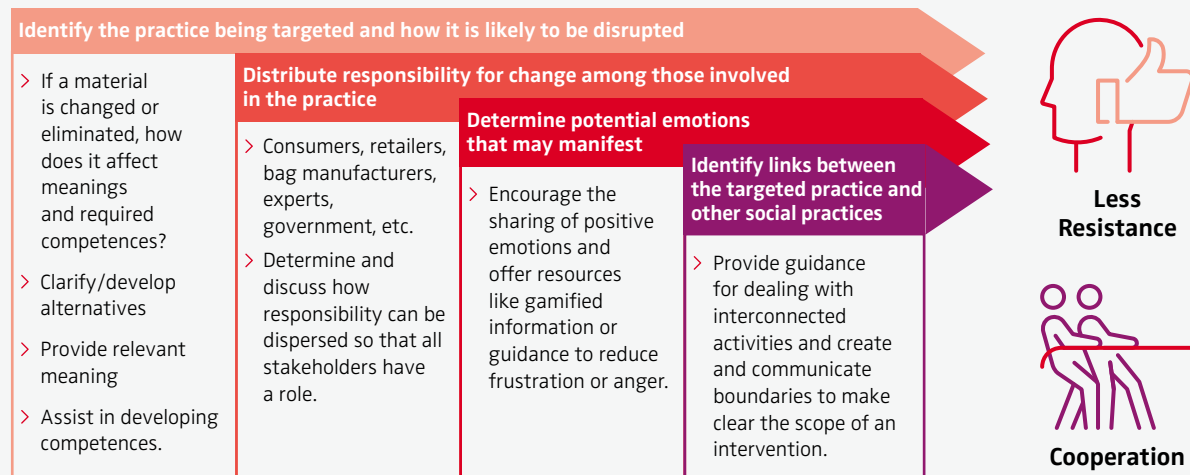 Identify the practice being targeted and how it is likely to be disrupted
> If a material
is changed or
eliminated, how
does it affect
meanings
and required
competences?
> Clarify/develop
alternatives
> Provide relevant
meaning
> Assist in developing
competences.
Distribute responsibility for change among those involved
in the practice
> Consumers, retailers,
bag manufacturers,
experts,
government, etc.
> Determine and
discuss how
responsibility can be
dispersed so that all
stakeholders have
a role.
Determine potential emotions
that may manifest
> Encourage the
sharing of positive
emotions and
offer resources
like gamified
information or
guidance to reduce
frustration or anger.
Identify links between
the targeted practice and
other social practices
> Provide guidance
for dealing with
interconnected
activities and create
and communicate
boundaries to make
clear the scope of an
intervention.
Less
Resistance
Cooperation